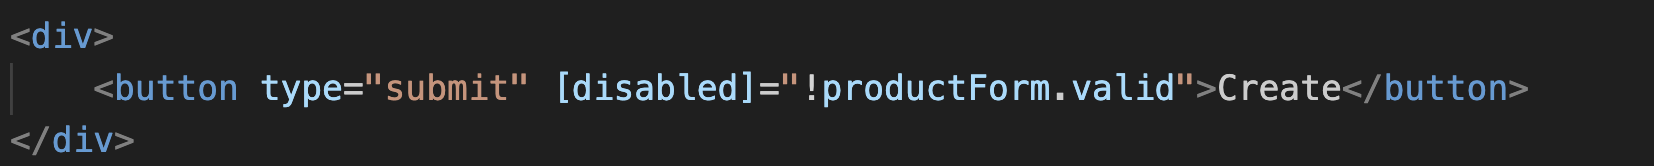 <div>
<button type="submit" [disabled]="!productForm.valid">Create</button>
</div>